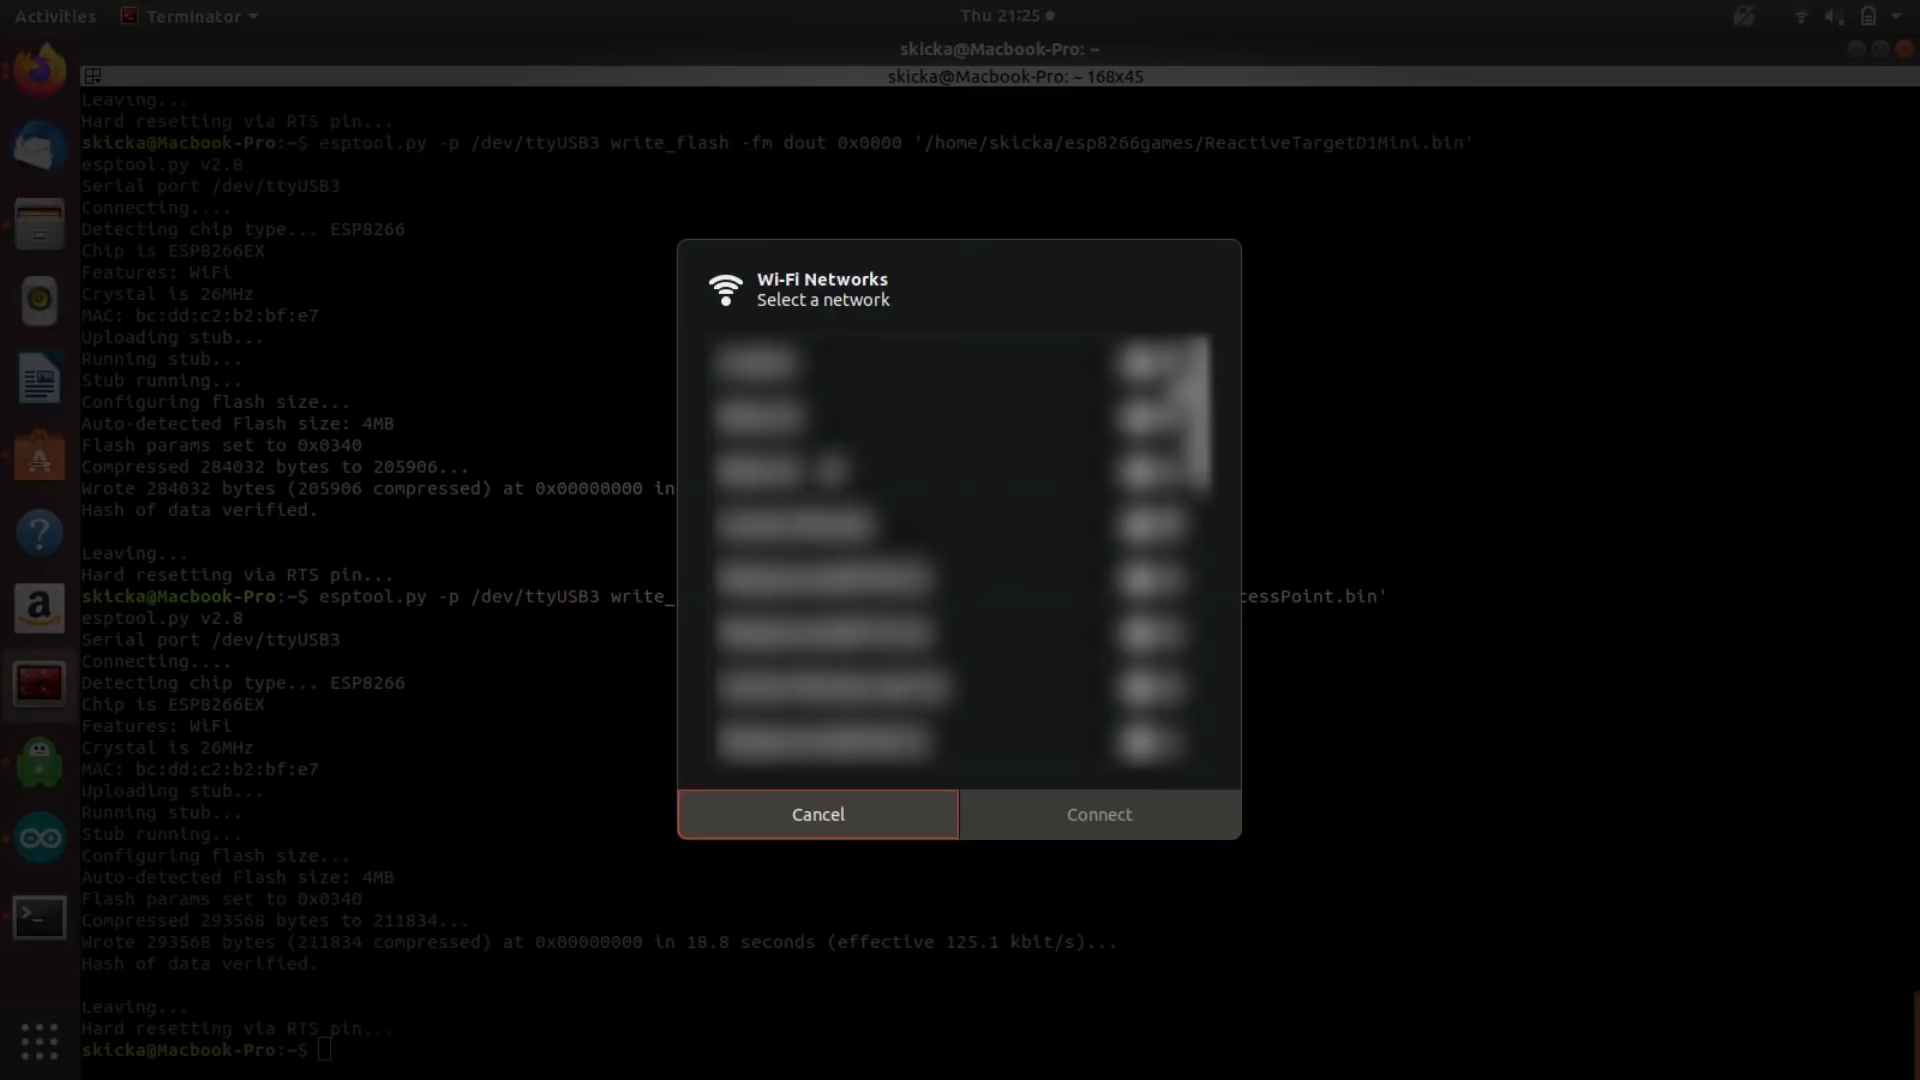 Activities
Terminator
Thu 21:25
skicka@Macbook-Pro: ~
skicka@Macbook-Pro: ~ 168x45
Leaving...
Hard resetting via RTS pin...
skicka@Macbook-Pro:~$ esptool.py -p /dev/ttyUSB3 write_flash -fm dout 0x0000 '/home/skicka/esp8266games/ReactiveTargetD1Mini.bin'
esptool.py v2.8
Serial port /dev/ttyUSB3
Connecting....
Detecting chip type... ESP8266
Chip is ESP8266EX
Features: WiFi
Crystal is 26MHz
MAC: bc:dd:c2:b2:bf:e7
Uploading stub...
Running stub...
Stub running...
Configuring flash size...
Auto-detected Flash size: 4MB
Flash params set to 0x0340
Compressed 284032 bytes to 205906...
Wrote 284032 bytes (205906 compressed) at 0x00000000 in
Hash of data verified.
Leaving...
Hard resetting via RTS pin...
skicka@Macbook-Pro:~$ esptool.py -p /dev/ttyUSB3 write_ cessPoint.bin'
esptool.py v2.8
Serial port /dev/ttyUSB3
Connecting....
Detecting chip type... ESP8266
Chip is ESP8266EX
Features: WiFi
Crystal is 26MHz
MAC: bc:dd:c2:b2:bf:e7
Uploading stub...
Running stub...
Stub running...
Configuring flash size...
Auto-detected Flash size: 4MB
Flash params set to 0x0340
Compressed 293568 bytes to 211834...
Wrote 293568 bytes (211834 compressed) at 0x00000000 in 18.8 seconds (effective 125.1 kbit/s)...
Hash of data verified.
Leaving...
Hard resetting via RTS pin...
skicka@Macbook-Pro:~$
Wi-Fi Networks
Select a network
Cancel
Connect